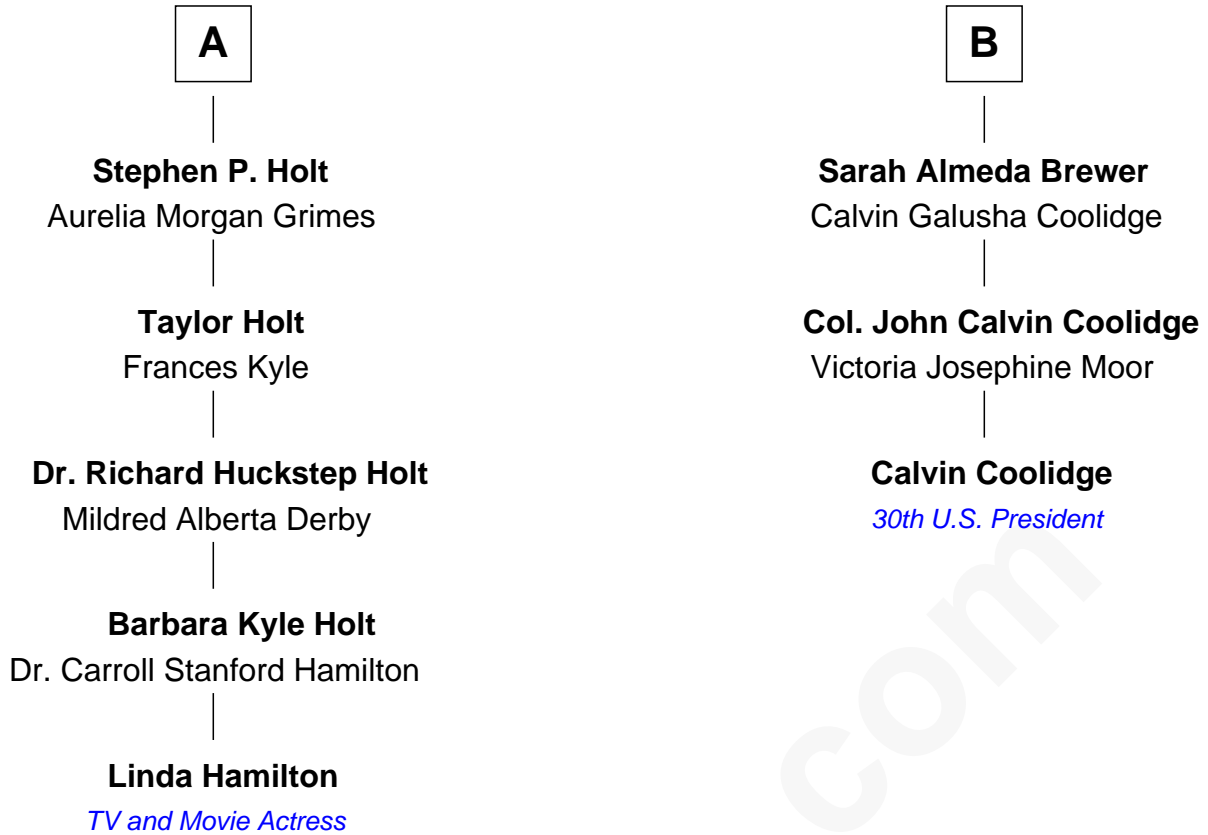 A
Stephen P. Holt
Aurelia Morgan Grimes
Taylor Holt
Frances Kyle
Dr. Richard Huckstep Holt
Mildred Alberta Derby
Barbara Kyle Holt
Dr. Carroll Stanford Hamilton
Linda Hamilton
TV and Movie Actress
B
Sarah Almeda Brewer
Calvin Galusha Coolidge
Col. John Calvin Coolidge
Victoria Josephine Moor
Calvin Coolidge
30th U.S. President
com